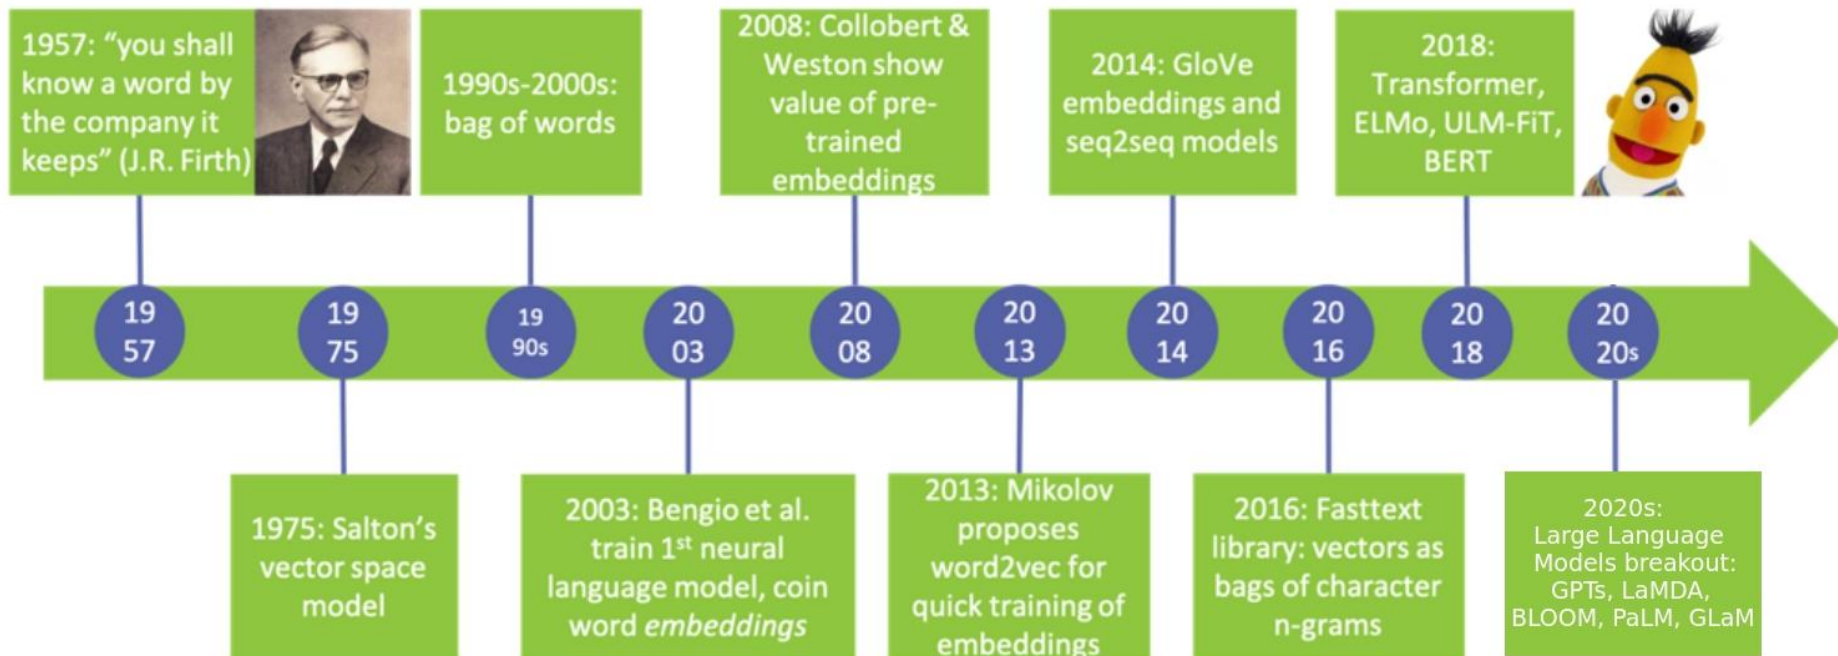 1957: “you shall
know a word by
the company it
keeps” (J.R. Firth)
1990s-2000s:
bag of words
2008: Collobert &
Weston show
value of pre-
trained
embeddings
2014: GloVe
embeddings and
seq2seq models
2018:
Transformer,
ELMo, ULM-FiT,
BERT
19
57
19
75
19
90s
20
03
20
08
20
13
20
14
20
16
20
18
20
20s
1975: Salton’s
vector space
model
2003: Bengio et al.
train 1st neural
language model, coin
word embeddings
2013: Mikolov
proposes
word2vec for
quick training of
embeddings
2016: Fasttext
library: vectors as
bags of character
n-grams
2020s:
Large Language
Models breakout:
GPTs, LaMDA,
BLOOM, PaLM, GLaM